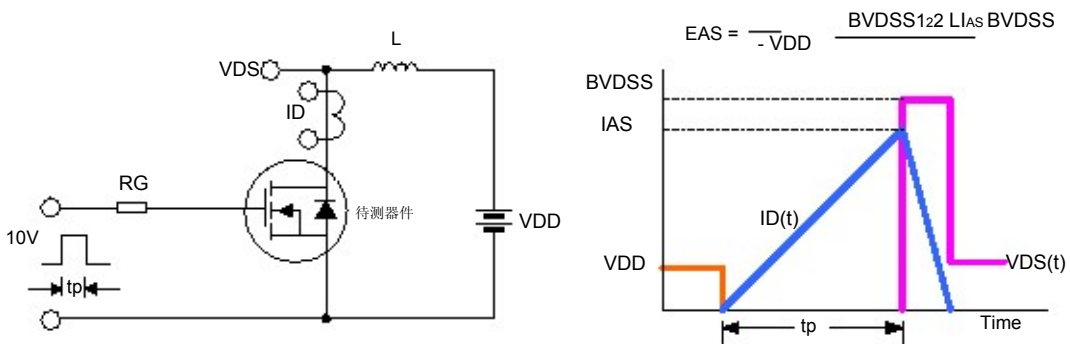 L
VDS
ID
RG
待测器件
10V
VDD
tp
BVDSS1₂2 LIAS BVDSS
EAS =
- VDD
BVDSS
IAS
ID(t)
VDD
VDS(t)
tp
Time